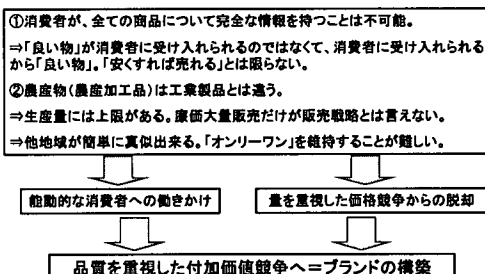 ①消費者が、全ての商品について完全な情報を持つことは不可能。
⇒「良い物」が消費者に受け入れられるのではなくて、消費者に受け入れられる
から「良い物」。「安くすれば売れる」とは限らない。
②農産物(農産加工品)は工業製品とは違う。
⇒生産量には上限がある。廉価大量販売だけが販売戦略とは言えない。
⇒他地域が簡単に真似出来る。「オンリーワン」を維持することが難しい。
能動的な消費者への働きかけ
量を重視した価格競争からの脱却
品質を重視した付加価値競争へ=ブランドの構築